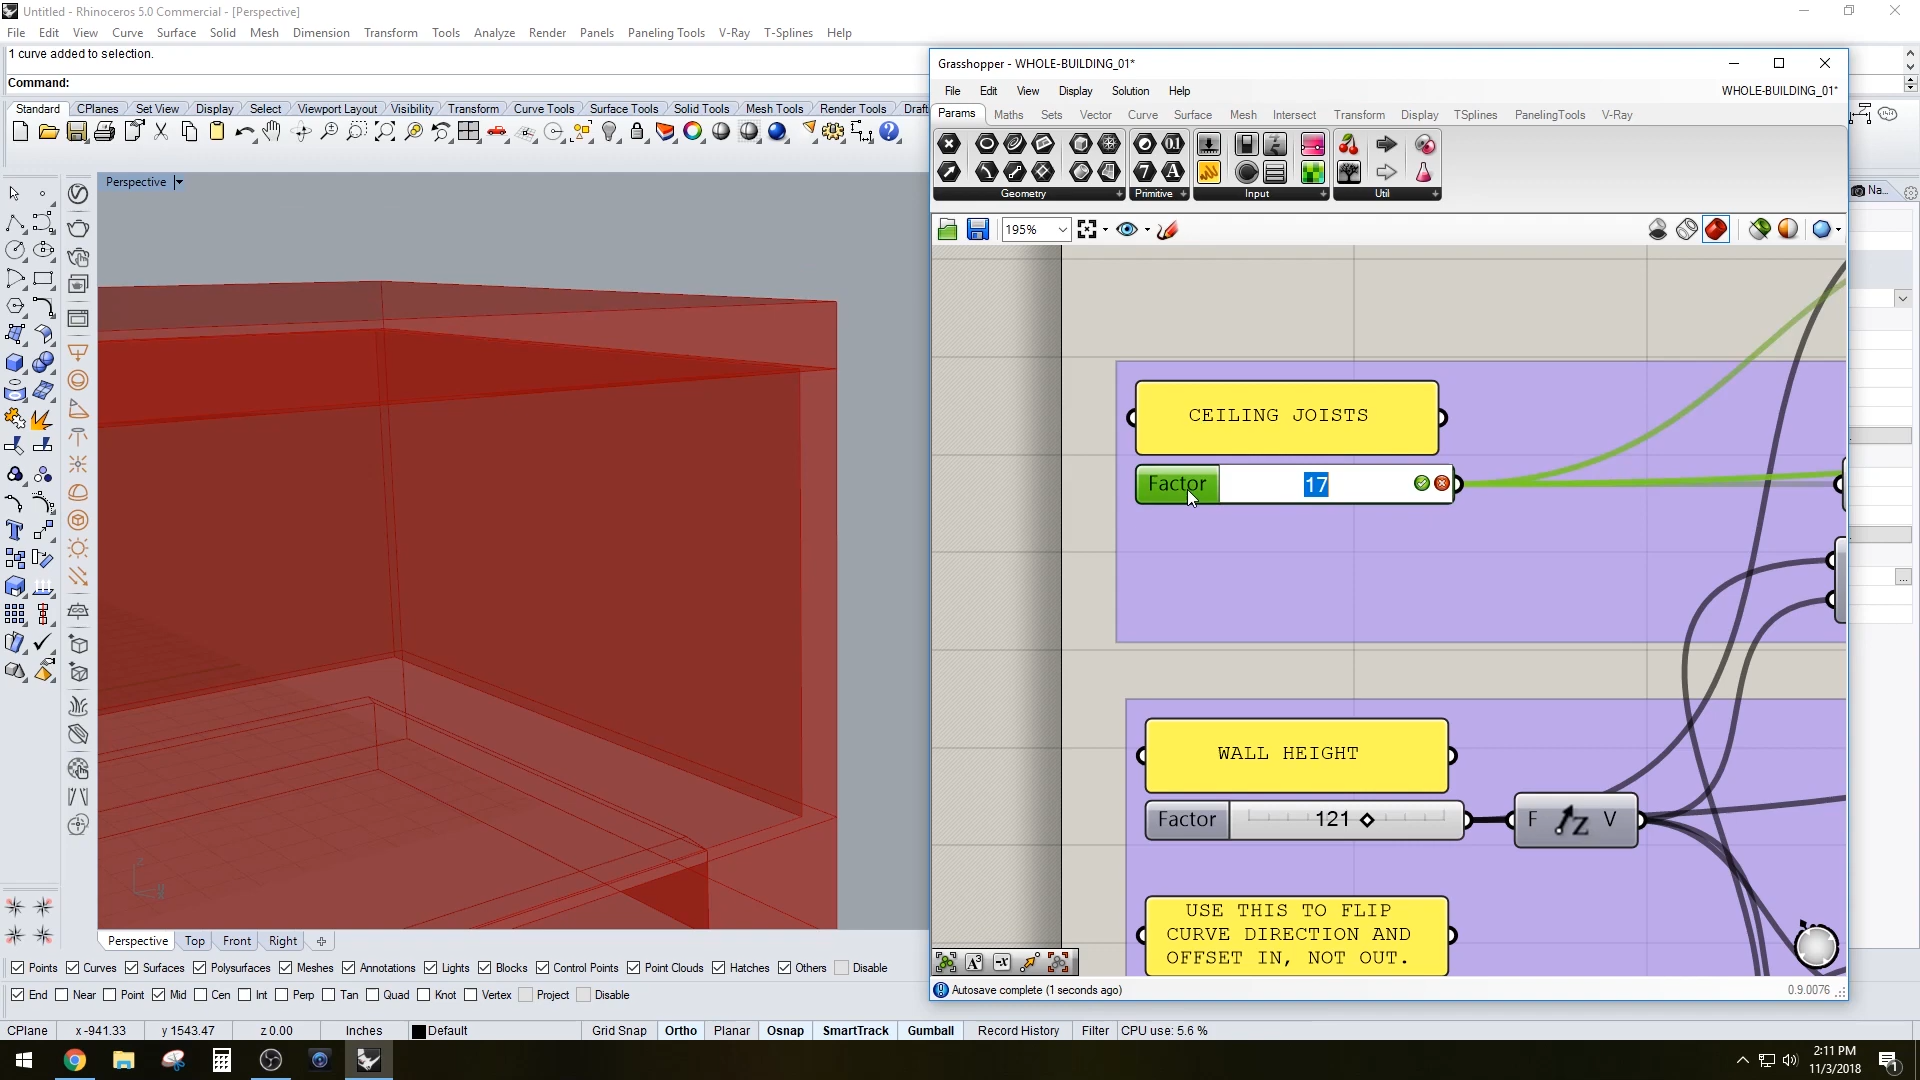 Untitled - Rhinoceros 5.0 Commercial - [Perspective]
File Edit View Curve Surface Solid Mesh Dimension Transform Tools Analyze Render Panels Paneling Tools V-Ray T-Splines Help
1 curve added to selection.
Command:
Standard CPlanes Set View Display Select Viewport Layout Visibility Transform Curve Tools Surface Tools Solid Tools Mesh Tools Render Tools Draft
Perspective
Na...
Grasshopper - WHOLE-BUILDING_01*
File Edit View Display Solution Help
WHOLE-BUILDING_01*
Params Maths Sets Vector Curve Surface Mesh Intersect Transform Display TSplines PanelingTools V-Ray
Geometry Primitive Input Util
195%
CEILING JOISTS
Factor 17
WALL HEIGHT
Factor 121
F Z V
USE THIS TO FLIP
CURVE DIRECTION AND
OFFSET IN, NOT OUT.
Autosave complete (1 seconds ago)
0.9.0076
z
Perspective Top Front Right
Points Curves Surfaces Polysurfaces Meshes Annotations Lights Blocks Control Points Point Clouds Hatches Others Disable
End Near Point Mid Cen Int Perp Tan Quad Knot Vertex Project Disable
CPlane x -941.33 y 1543.47 z 0.00 Inches Default Grid Snap Ortho Planar Osnap SmartTrack Gumball Record History Filter CPU use: 5.6 %
2:11 PM
11/3/2018
1